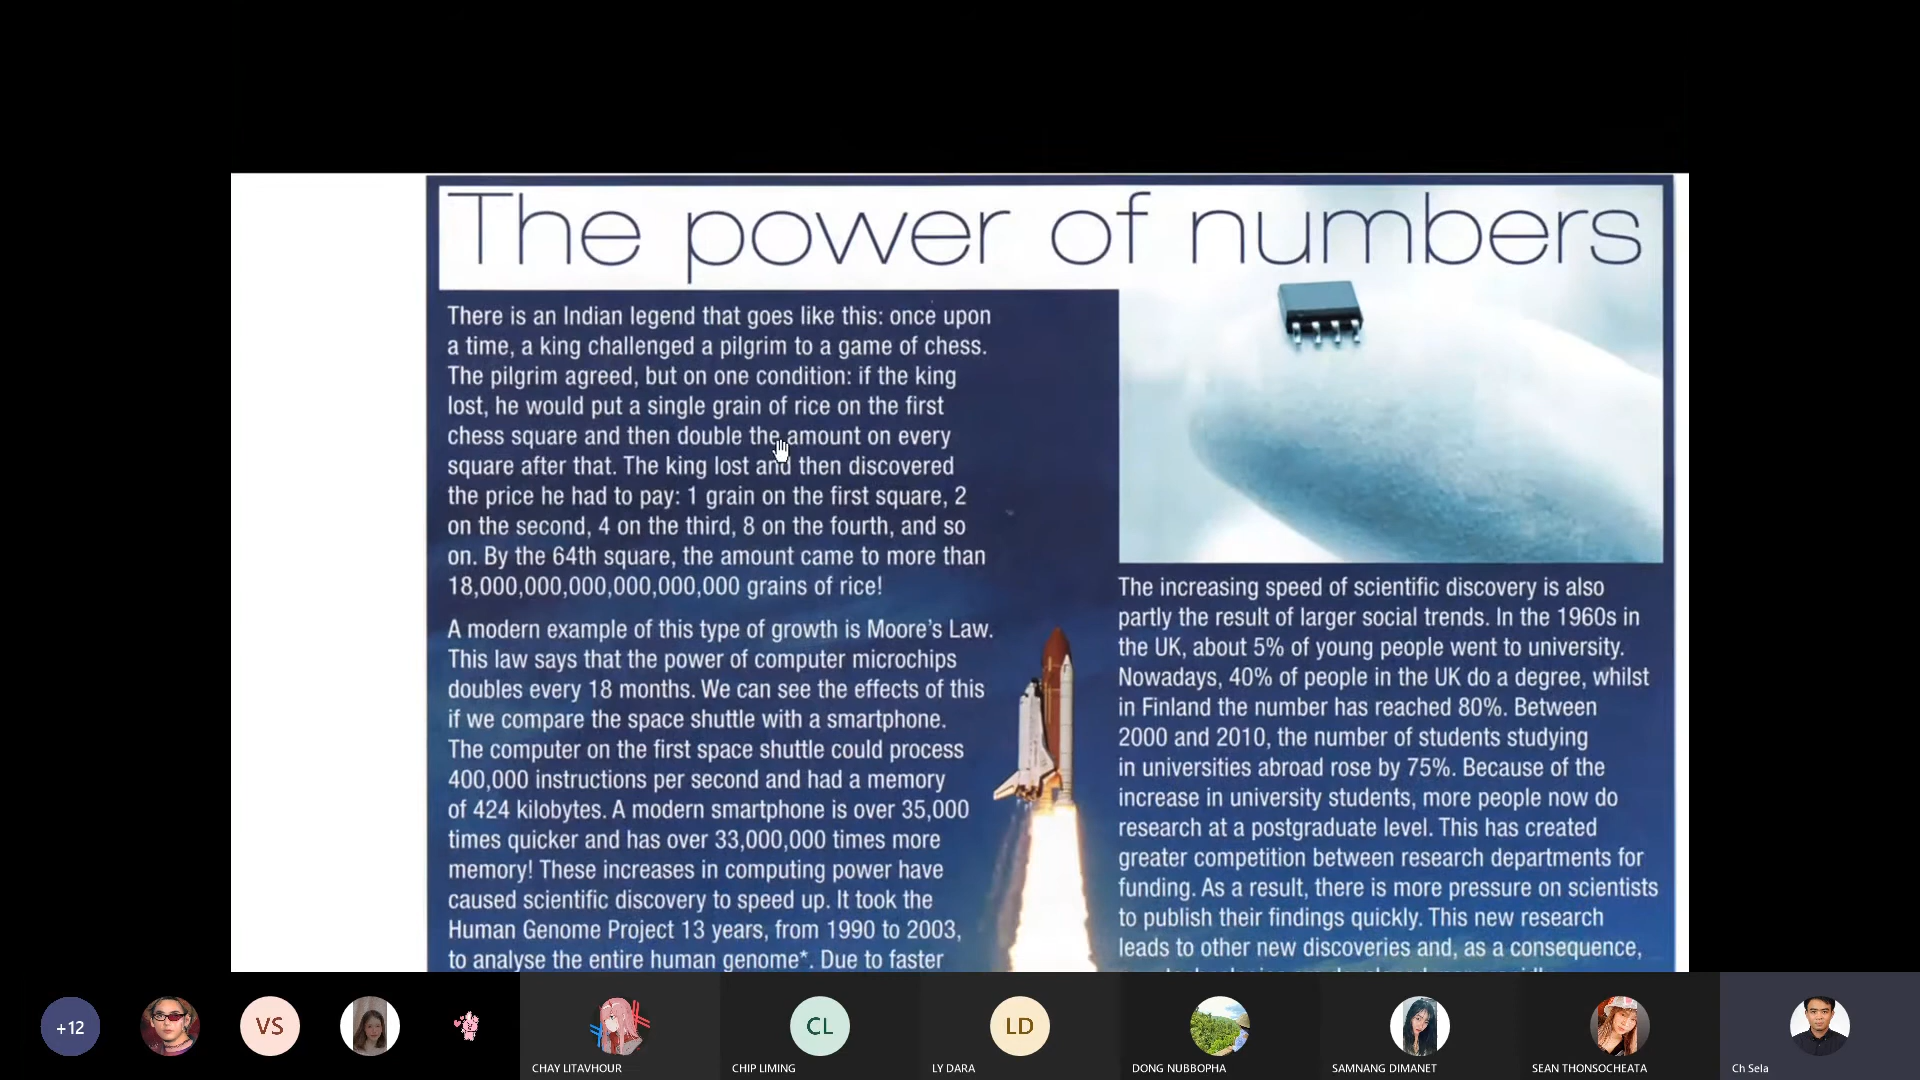 The power of numbers
There is an Indian legend that goes like this: once upon
a time, a king challenged a pilgrim to a game of chess.
The pilgrim agreed, but on one condition: if the king
lost, he would put a single grain of rice on the first
chess square and then double the amount on every
square after that. The king lost and then discovered
the price he had to pay: 1 grain on the first square, 2
on the second, 4 on the third, 8 on the fourth, and so
on. By the 64th square, the amount came to more than
18,000,000,000,000,000,000 grains of rice!
A modern example of this type of growth is Moore's Law.
This law says that the power of computer microchips
doubles every 18 months. We can see the effects of this
if we compare the space shuttle with a smartphone.
The computer on the first space shuttle could process
400,000 instructions per second and had a memory
of 424 kilobytes. A modern smartphone is over 35,000
times quicker and has over 33,000,000 times more
memory! These increases in computing power have
caused scientific discovery to speed up. It took the
Human Genome Project 13 years, from 1990 to 2003,
to analyse the entire human genome*. Due to faster
The increasing speed of scientific discovery is also
partly the result of larger social trends. In the 1960s in
the UK, about 5% of young people went to university.
Nowadays, 40% of people in the UK do a degree, whilst
in Finland the number has reached 80%. Between
2000 and 2010, the number of students studying
in universities abroad rose by 75%. Because of the
increase in university students, more people now do
research at a postgraduate level. This has created
greater competition between research departments for
funding. As a result, there is more pressure on scientists
to publish their findings quickly. This new research
leads to other new discoveries and, as a consequence,
+12
VS
CL
LD
CHAY LITAVHOUR
CHIP LIMING
LY DARA
DONG NUBBOPHA
SAMNANG DIMANET
SEAN THONSOCHEATA
Ch Sela